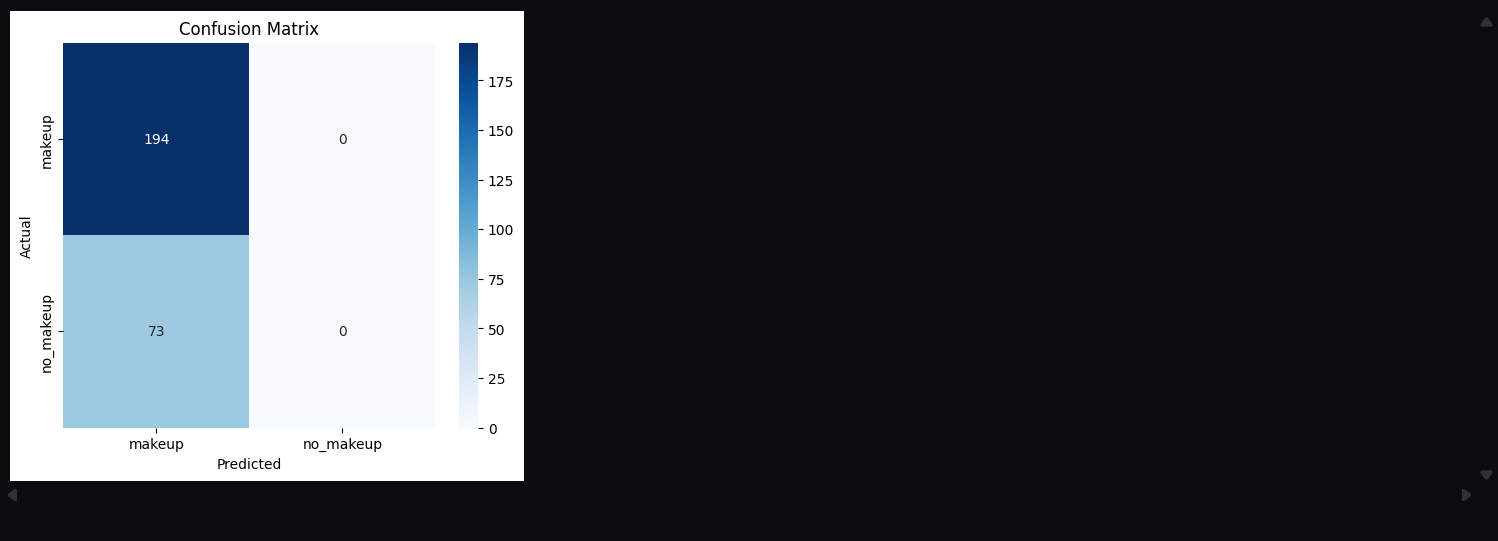 Confusion Matrix
makeup
no_makeup
Actual
194
0
73
0
makeup
no_makeup
Predicted
175
150
125
100
75
50
25
0